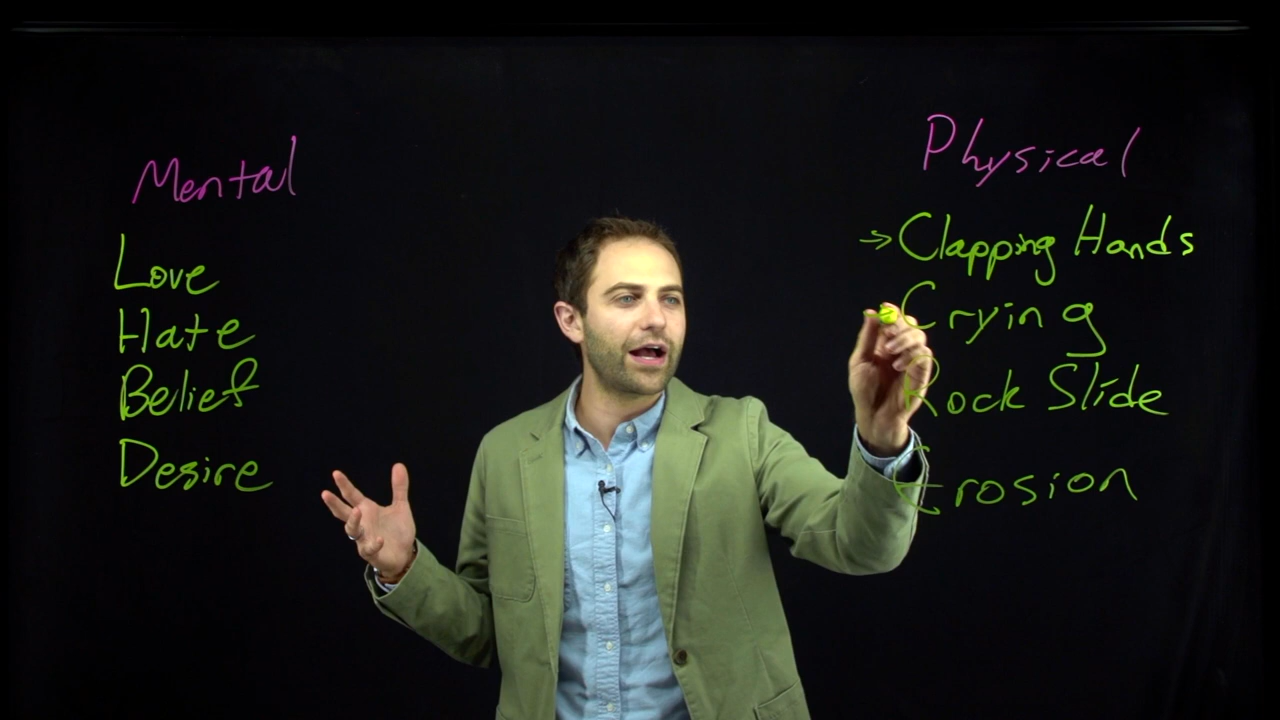 Mental
Love
Hate
Belief
Desire
Physical
→ Clapping Hands
Crying
Rock Slide
Erosion